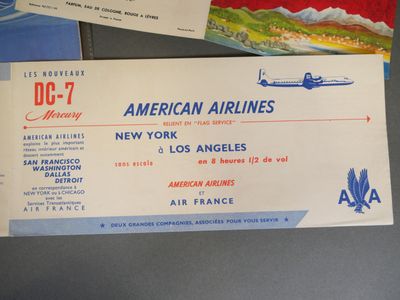 PARFUM, EAU DE COLOGNE, ROUGE A LÈVRES
LES NOUVEAUX
DC-7
Mercury
AMERICAN AIRLINES
exploite le plus important
réseau intérieur américain et
dessert notamment
SAN FRANCISCO
WASHINGTON
DALLAS
DETROIT
en correspondance à
NEW YORK ou à CHICAGO
avec les
Services Transatlantiques
AIR FRANCE
AMERICAN AIRLINES
RELIENT EN "FLAG SERVICE"
NEW YORK
à LOS ANGELES
sans escale en 8 heures 1/2 de vol
AMERICAN AIRLINES
ET
AIR FRANCE
A A
★ DEUX GRANDES COMPAGNIES, ASSOCIÉES POUR VOUS SERVIR ★